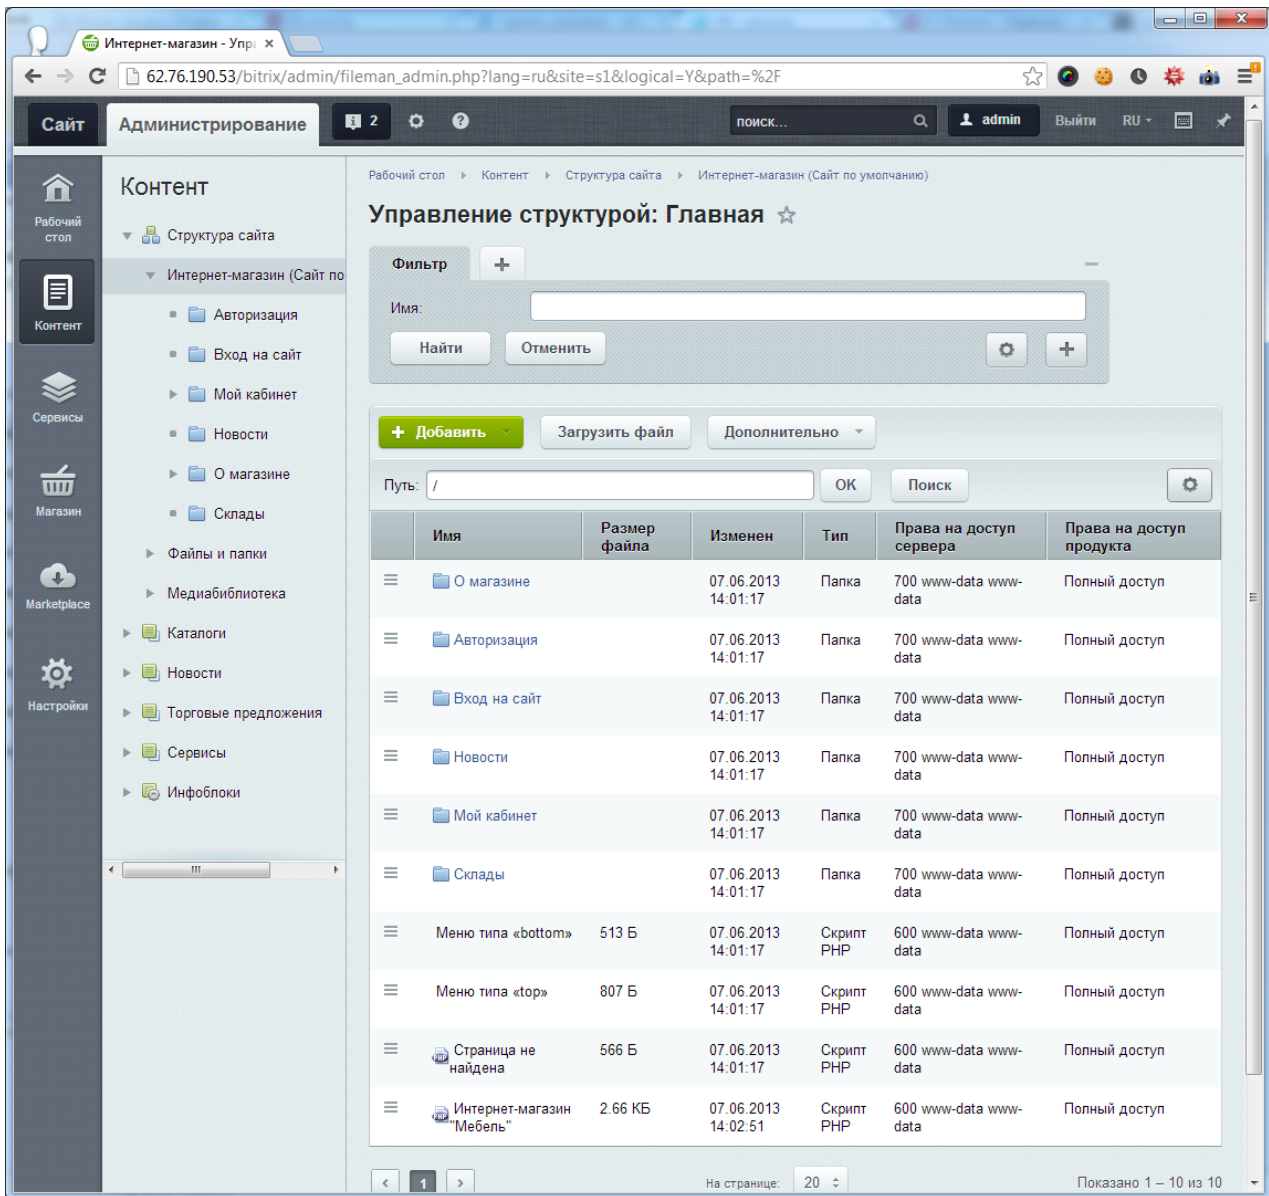 Интернет-магазин - Упра
62.76.190.53/bitrix/admin/fileman_admin.php?lang=ru&site=s1&logical=Y&path=%2F
Сайт
Администрирование
2
поиск...
admin
Выйти
RU
Рабочий стол
Контент
Сервисы
Магазин
Marketplace
Настройки
Контент
Структура сайта
Интернет-магазин (Сайт по
Авторизация
Вход на сайт
Мой кабинет
Новости
О магазине
Склады
Файлы и папки
Медиабиблиотека
Каталоги
Новости
Торговые предложения
Сервисы
Инфоблоки
Рабочий стол Контент Структура сайта Интернет-магазин (Сайт по умолчанию)
Управление структурой: Главная
Фильтр
Имя:
Найти Отменить
Добавить Загрузить файл Дополнительно
Путь: / OK Поиск
Имя Размер файла Изменен Тип Права на доступ сервера Права на доступ продукта
О магазине 07.06.2013 14:01:17 Папка 700 www-data www-data Полный доступ
Авторизация 07.06.2013 14:01:17 Папка 700 www-data www-data Полный доступ
Вход на сайт 07.06.2013 14:01:17 Папка 700 www-data www-data Полный доступ
Новости 07.06.2013 14:01:17 Папка 700 www-data www-data Полный доступ
Мой кабинет 07.06.2013 14:01:17 Папка 700 www-data www-data Полный доступ
Склады 07.06.2013 14:01:17 Папка 700 www-data www-data Полный доступ
Меню типа «bottom» 513 Б 07.06.2013 14:01:17 Скрипт PHP 600 www-data www-data Полный доступ
Меню типа «top» 807 Б 07.06.2013 14:01:17 Скрипт PHP 600 www-data www-data Полный доступ
Страница не найдена 566 Б 07.06.2013 14:01:17 Скрипт PHP 600 www-data www-data Полный доступ
Интернет-магазин "Мебель" 2.66 КБ 07.06.2013 14:02:51 Скрипт PHP 600 www-data www-data Полный доступ
1 На странице: 20 Показано 1 – 10 из 10